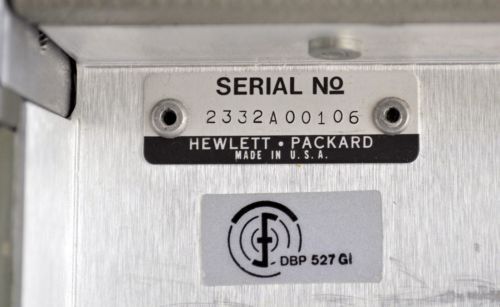 SERIAL Nº
2332A00106
HEWLETT • PACKARD
MADE IN U.S.A.
DBP 527 GI